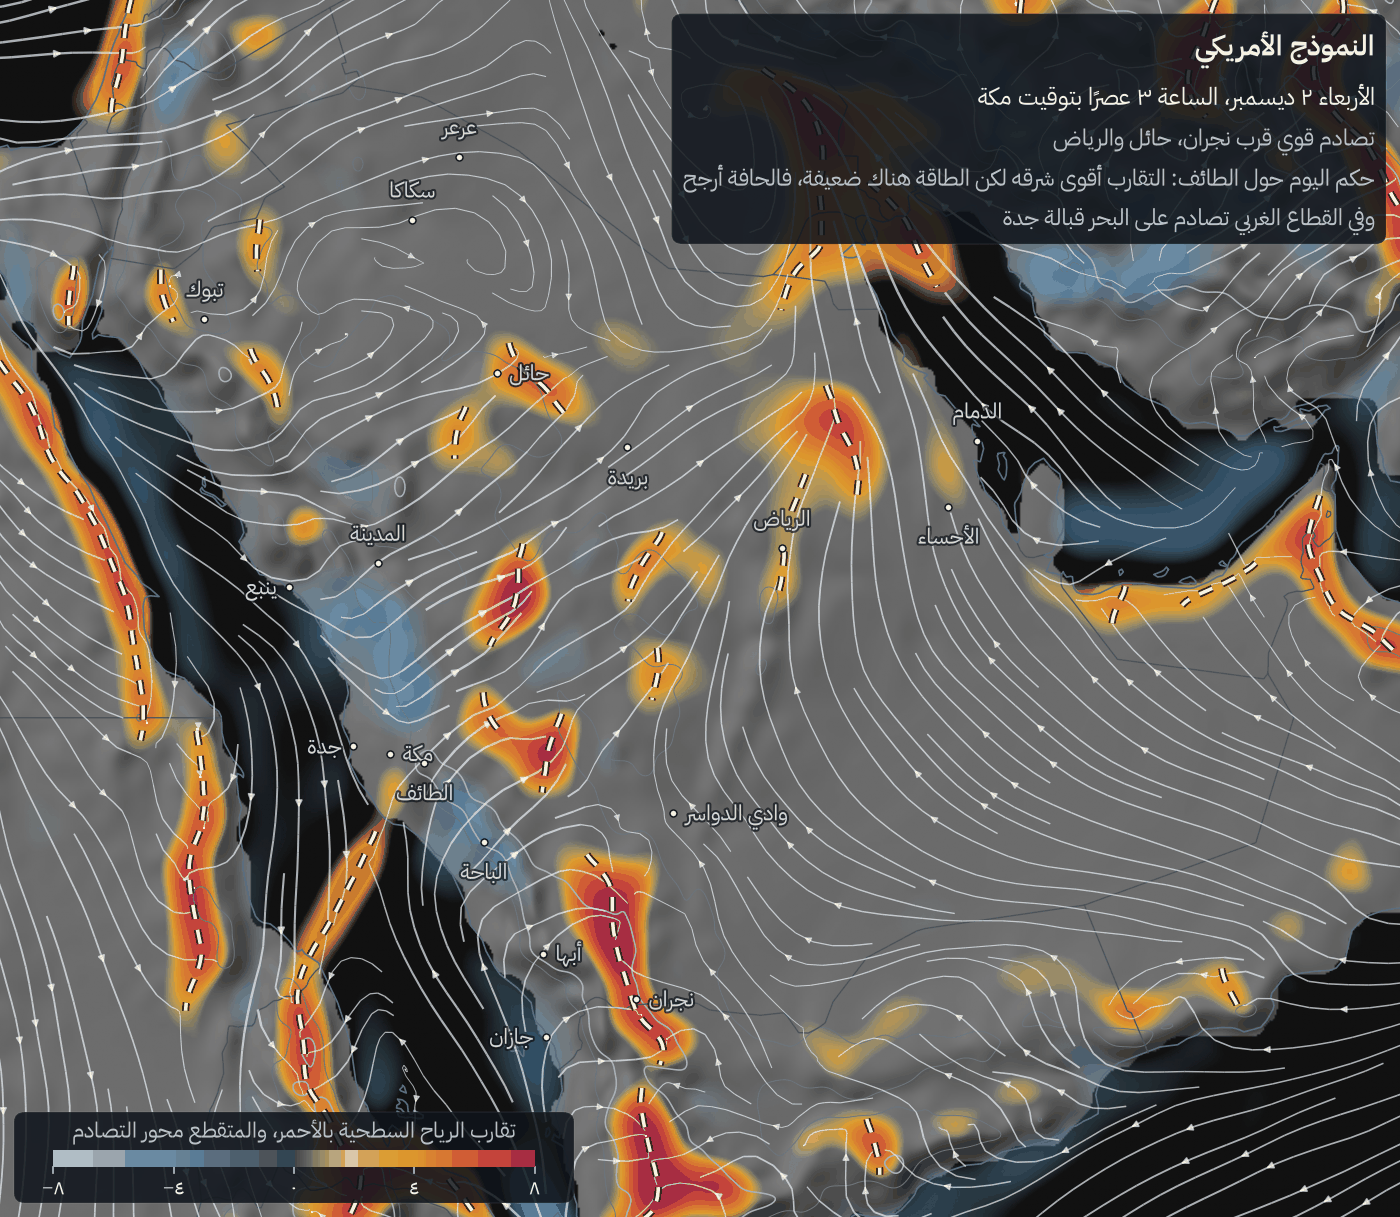 النموذج الأمريكي
الأربعاء ٢ ديسمبر، الساعة ٣ عصرًا بتوقيت مكة
تصادم قوي قرب نجران، حائل والرياض
حكم اليوم حول الطائف: التقارب أقوى شرقه لكن الطاقة هناك ضعيفة، فالحافة أرجح
وفي القطاع الغربي تصادم على البحر قبالة جدة
عرعر
سكاكا
تبوك
حائل
الدمام
بريدة
الرياض
الأحساء
المدينة
ينبع
جدة
مكة
الطائف
وادي الدواسر
الباحة
أبها
نجران
جازان
تقارب الرياح السطحية بالأحمر، والمتقطع محور التصادم
−٨ −٤ ٠ ٤ ٨